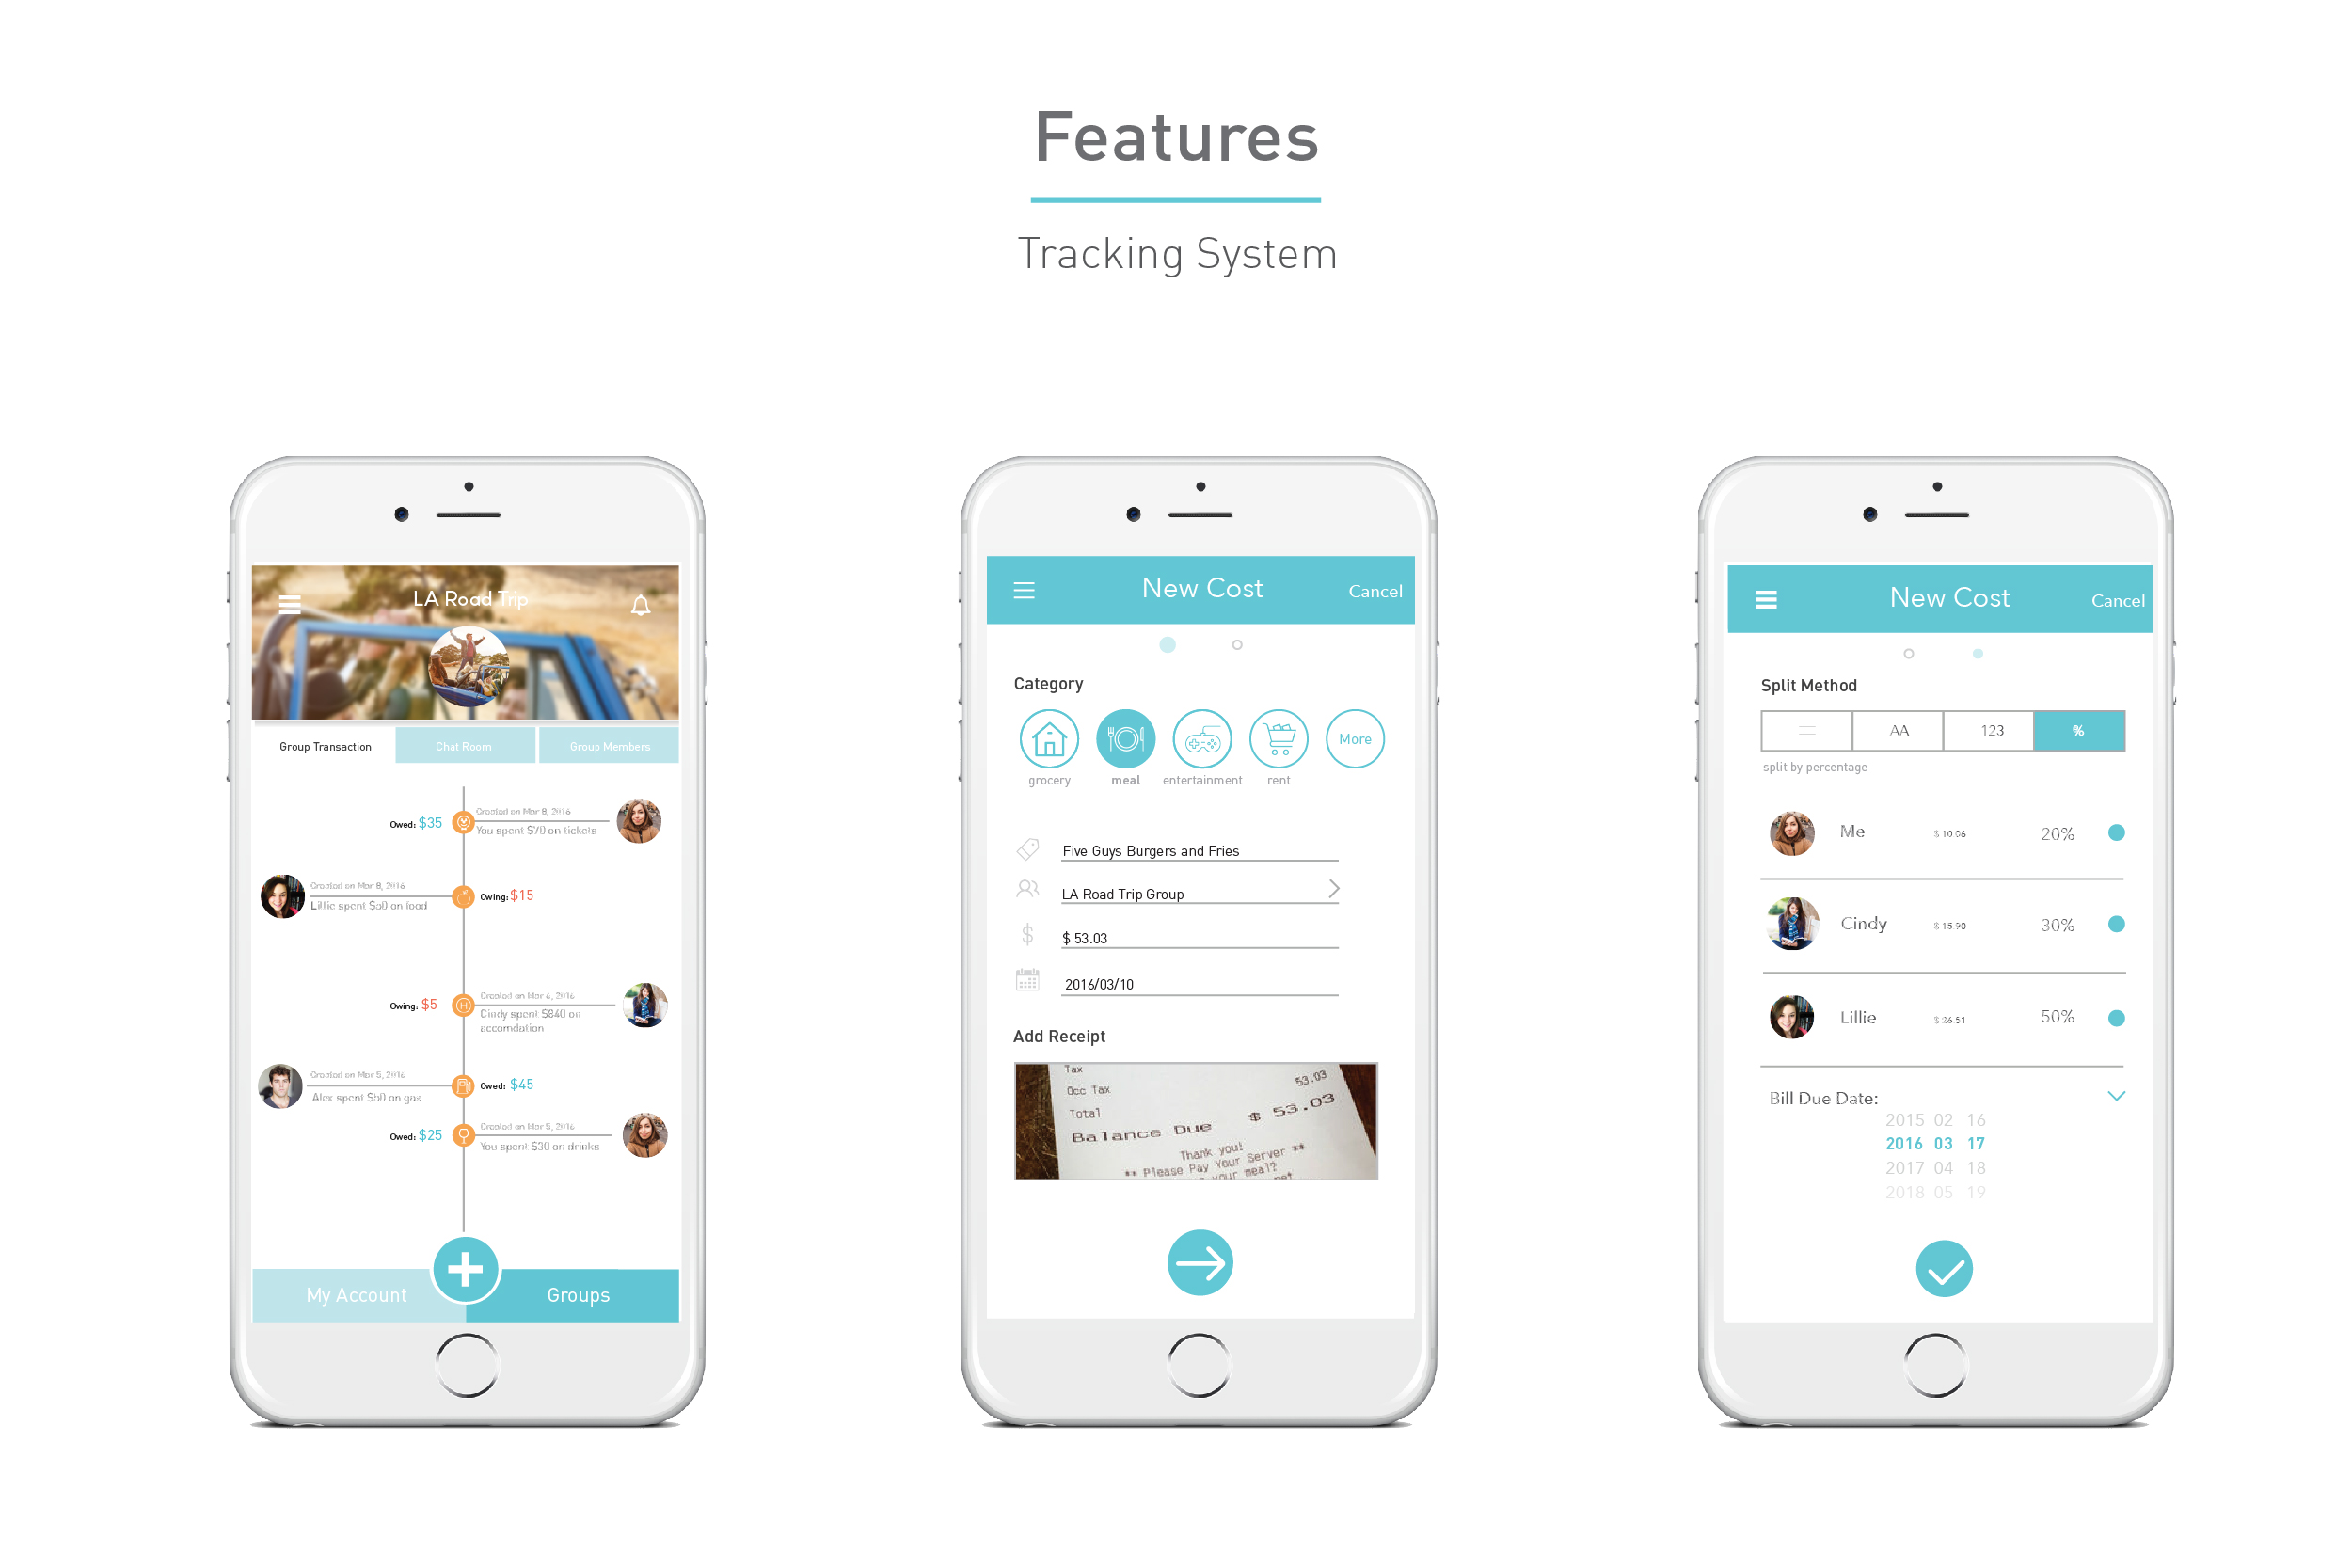 Features
Tracking System
LA Road Trip
Group Transaction
Chat Room
Group Members
Owed: $35
Created on Mar 8, 2016
You spent $70 on tickets
Created on Mar 8, 2016
Lillie spent $50 on food
Owing: $15
Owing: $5
Created on Mar 6, 2016
Cindy spent $840 on
accomdation
Created on Mar 5, 2016
Alex spent $60 on gas
Owed: $45
Owed: $25
Created on Mar 5, 2016
You spent $30 on drinks
My Account
Groups
New Cost
Cancel
Category
More
grocery
meal
entertainment
rent
Five Guys Burgers and Fries
LA Road Trip Group
$ 53.03
2016/03/10
Add Receipt
Tax
Occ Tax
53.03
Total
$ 53.03
Balance Due
Thank you!
** Please Pay Your Server **
your meal?
New Cost
Cancel
Split Method
AA
123
%
split by percentage
Me
$ 10.06
20%
Cindy
$ 15.90
30%
Lillie
$ 26.51
50%
Bill Due Date:
2015 02 16
2016 03 17
2017 04 18
2018 05 19